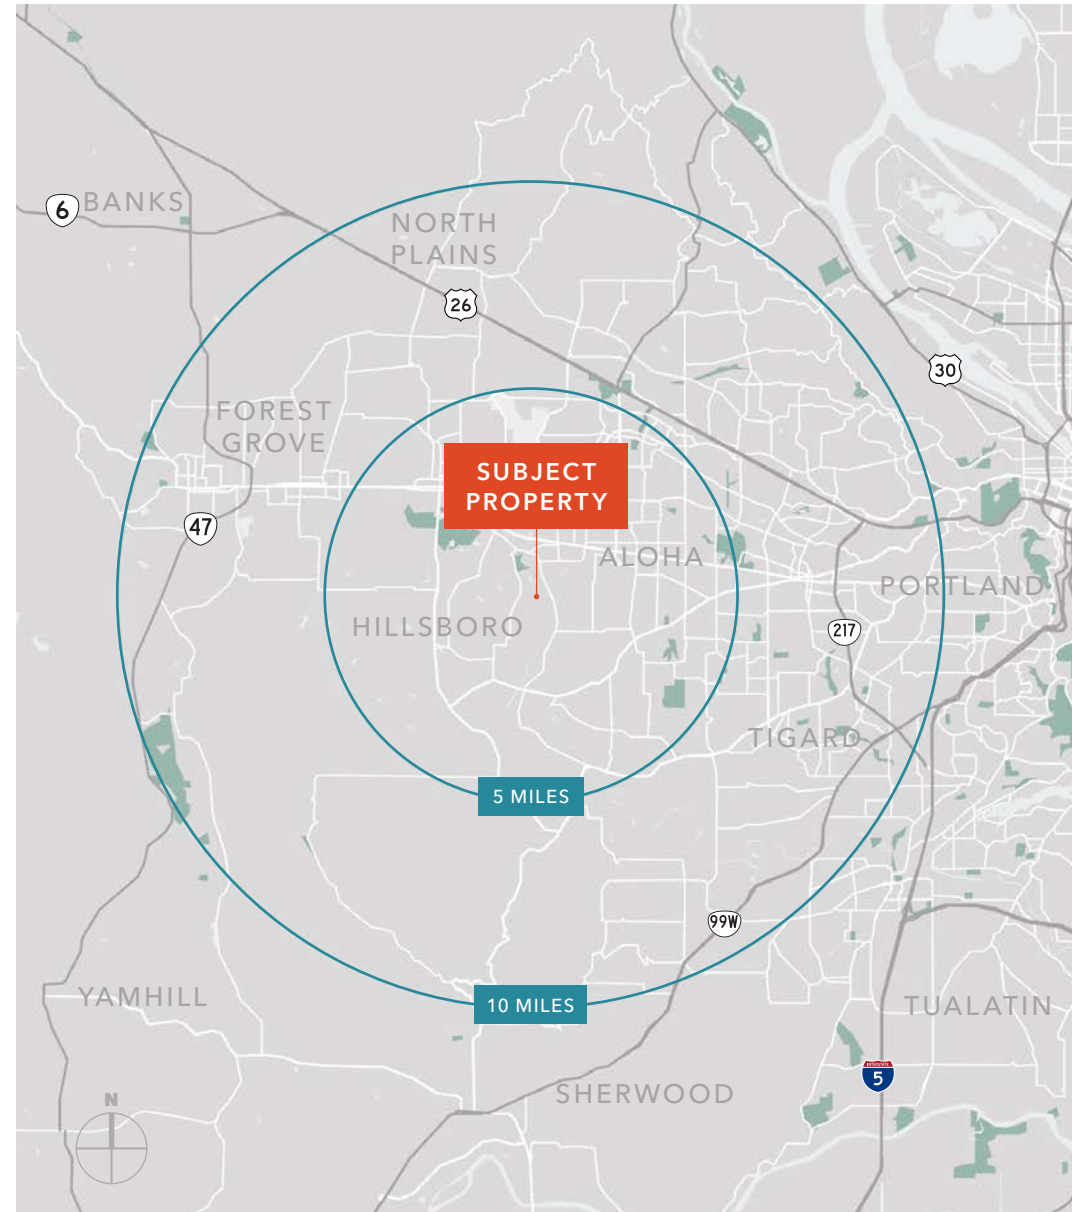 6
BANKS
NORTH
PLAINS
26
30
FOREST
GROVE
SUBJECT
PROPERTY
47
ALOHA
PORTLAND
HILLSBORO
217
TIGARD
5 MILES
99W
YAMHILL
10 MILES
TUALATIN
INTERSTATE
5
SHERWOOD
N